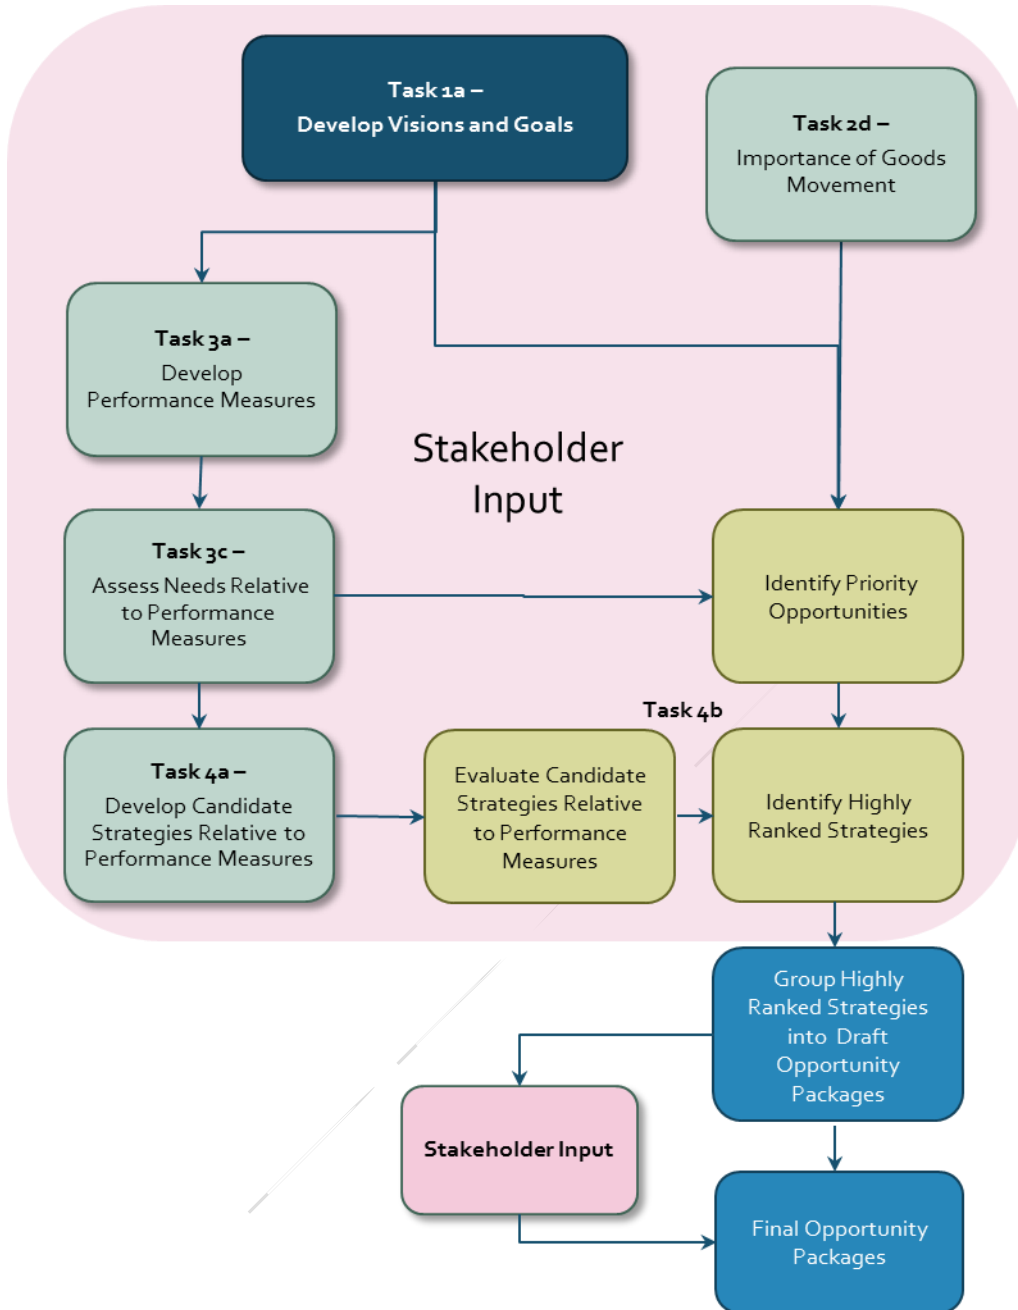 Task 1a –
Develop Visions and Goals
Task 2d –
Importance of Goods
Movement
Task 3a –
Develop
Performance Measures
Stakeholder
Input
Task 3c –
Assess Needs Relative
to Performance
Measures
Identify Priority
Opportunities
Task 4b
Task 4a –
Develop Candidate
Strategies Relative to
Performance Measures
Evaluate Candidate
Strategies Relative
to Performance
Measures
Identify Highly
Ranked Strategies
Group Highly
Ranked Strategies
into Draft
Opportunity
Packages
Stakeholder Input
Final Opportunity
Packages